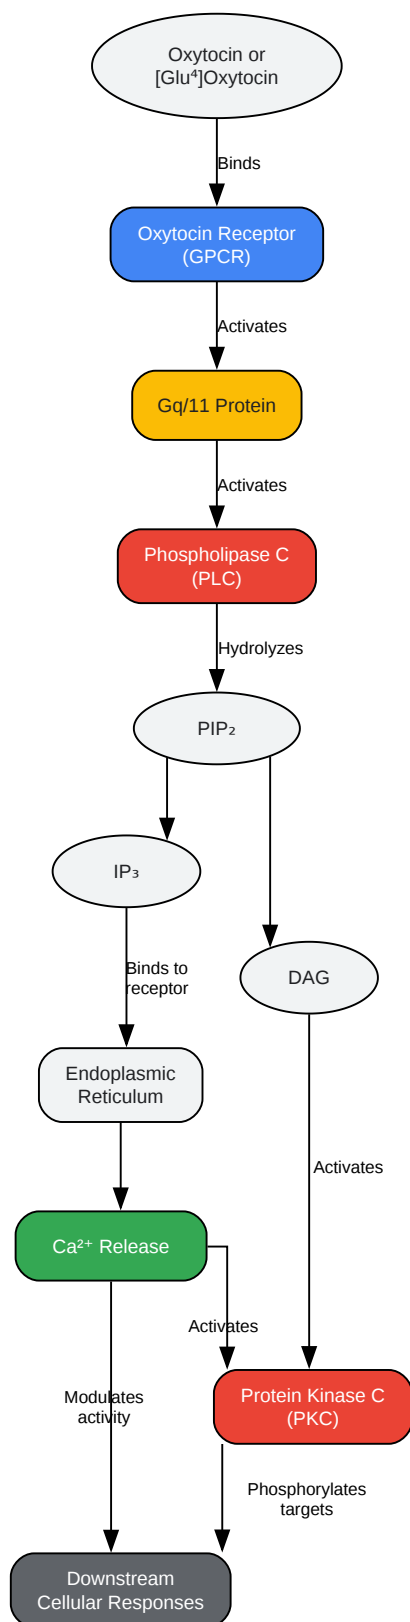 Oxytocin or
[Glu⁴]Oxytocin
Binds
Oxytocin Receptor
(GPCR)
Activates
Gq/11 Protein
Activates
Phospholipase C
(PLC)
Hydrolyzes
PIP₂
IP₃
Binds to
receptor
DAG
Endoplasmic
Reticulum
Activates
Ca²⁺ Release
Activates
Modulates
activity
Protein Kinase C
(PKC)
Phosphorylates
targets
Downstream
Cellular Responses